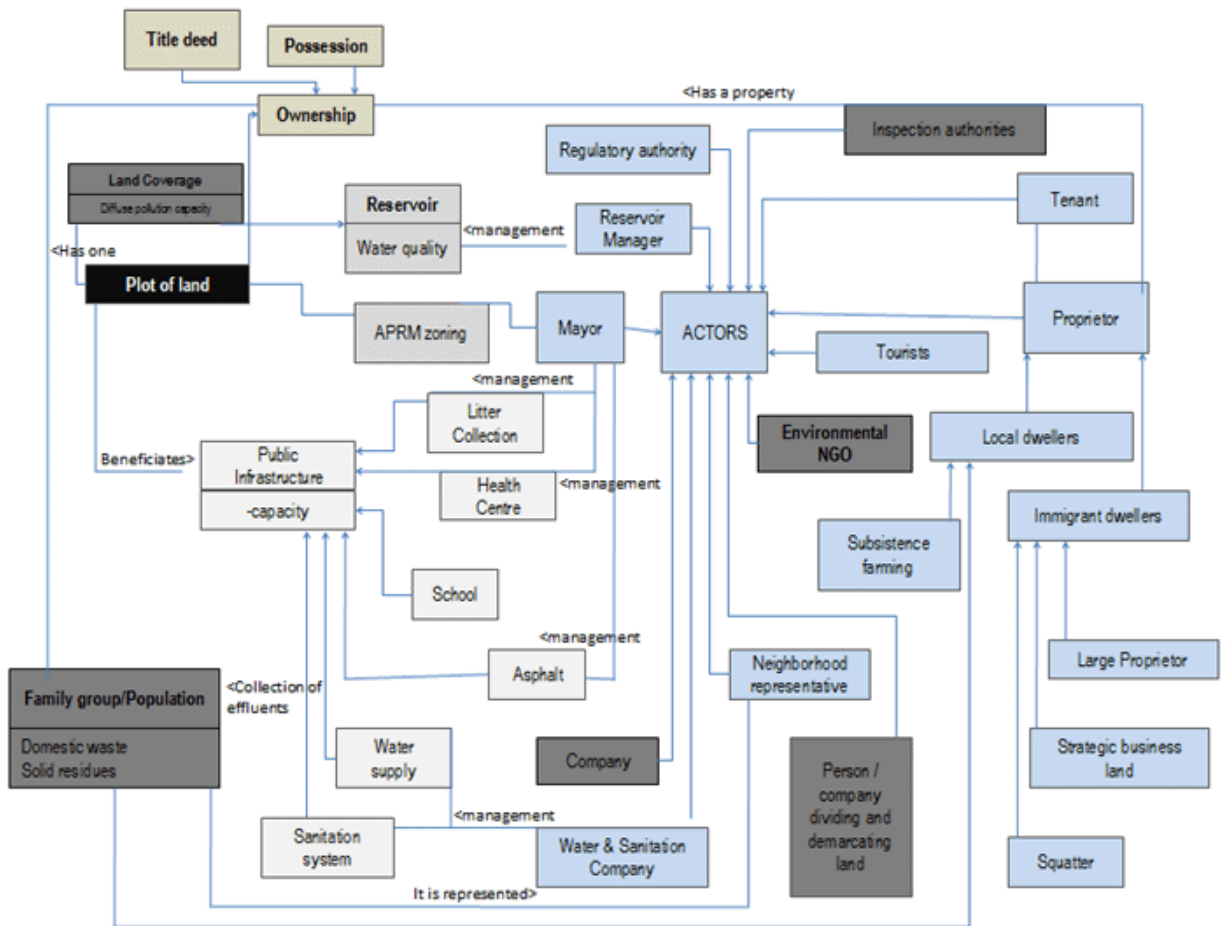 Title deed
Possession
<Has a property
Ownership
Inspection authorities
Regulatory authority
Land Coverage
Diffuse pollution capacity
Tenant
Reservoir
Water quality
<management
Reservoir
Manager
<Has one
Plot of land
APRM zoning
Mayor
ACTORS
Proprietor
Tourists
<management
Litter
Collection
Environmental
NGO
Local dwellers
Beneficiates>
Public
Infrastructure
-capacity
Health
Centre
<management
Immigrant dwellers
Subsistence
farming
School
<management
Asphalt
Neighborhood
representative
Large Proprietor
Family group/Population
Domestic waste
Solid residues
<Collection of
effluents
Water
supply
Company
Strategic business
land
Person /
company
dividing and
demarcating
land
<management
Sanitation
system
Water & Sanitation
Company
Squatter
It is represented>